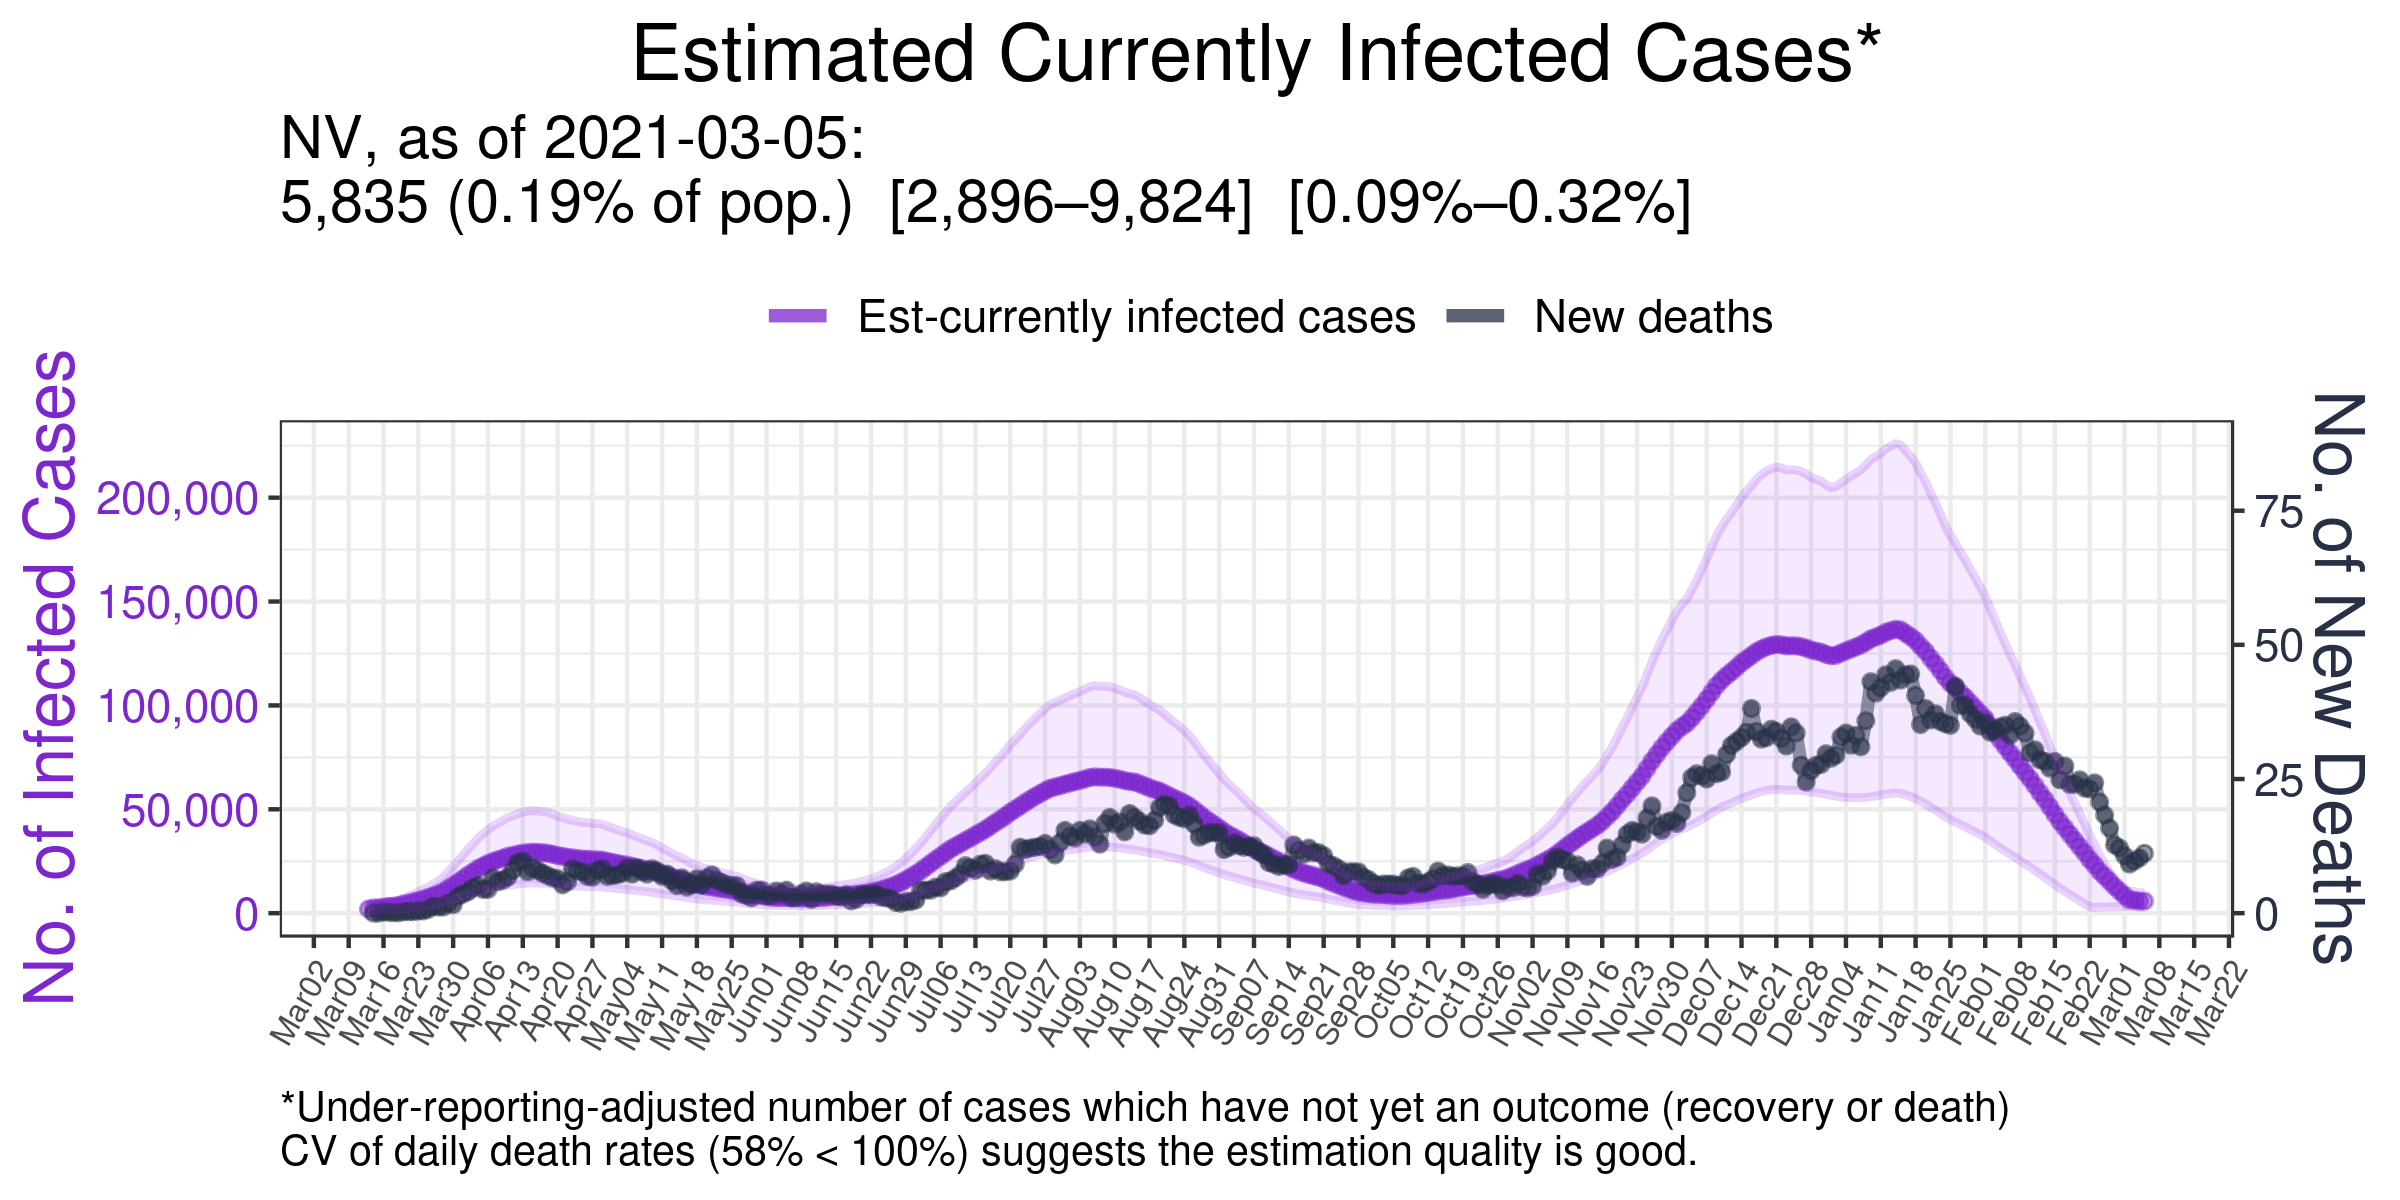 Estimated Currently Infected Cases*
NV, as of 2021-03-05:
5,835 (0.19% of pop.) [2,896–9,824] [0.09%–0.32%]
Est-currently infected cases
New deaths
No. of Infected Cases
200,000
150,000
100,000
50,000
0
No. of New Deaths
75
50
25
0
Mar02
Mar09
Mar16
Mar23
Mar30
Apr06
Apr13
Apr20
Apr27
May04
May11
May18
May25
Jun01
Jun08
Jun15
Jun22
Jun29
Jul06
Jul13
Jul20
Jul27
Aug03
Aug10
Aug17
Aug24
Aug31
Sep07
Sep14
Sep21
Sep28
Oct05
Oct12
Oct19
Oct26
Nov02
Nov09
Nov16
Nov23
Nov30
Dec07
Dec14
Dec21
Dec28
Jan04
Jan11
Jan18
Jan25
Feb01
Feb08
Feb15
Feb22
Mar01
Mar08
Mar15
Mar22
*Under-reporting-adjusted number of cases which have not yet an outcome (recovery or death)
CV of daily death rates (58% < 100%) suggests the estimation quality is good.